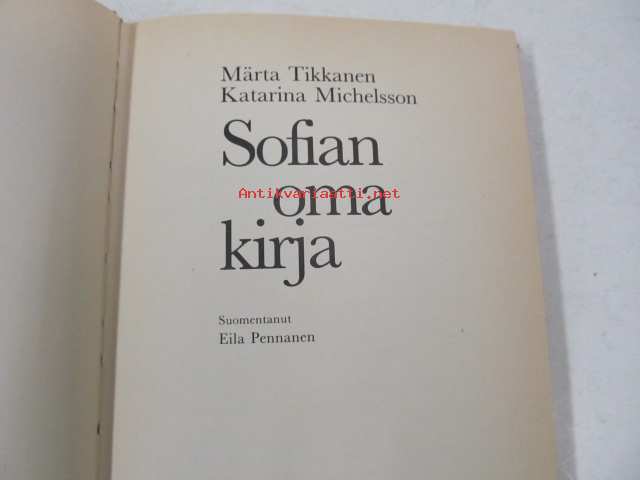 Märta Tikkanen
Katarina Michelsson
Sofian
Antikvariaatti.net
oma
kirja
Suomentanut
Eila Pennanen